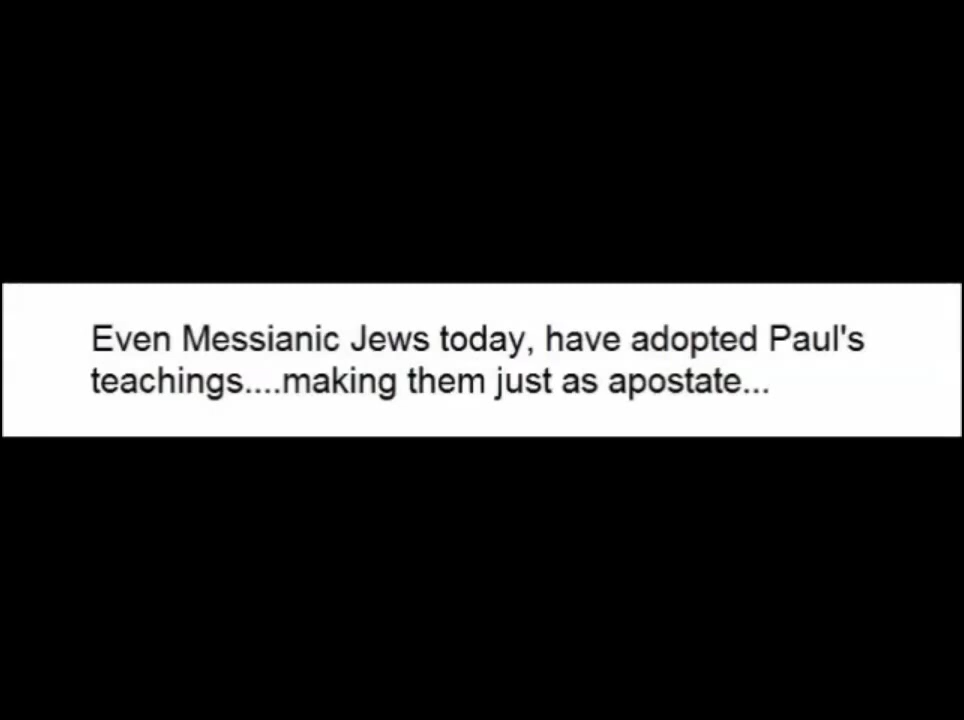 Even Messianic Jews today, have adopted Paul's
teachings....making them just as apostate...